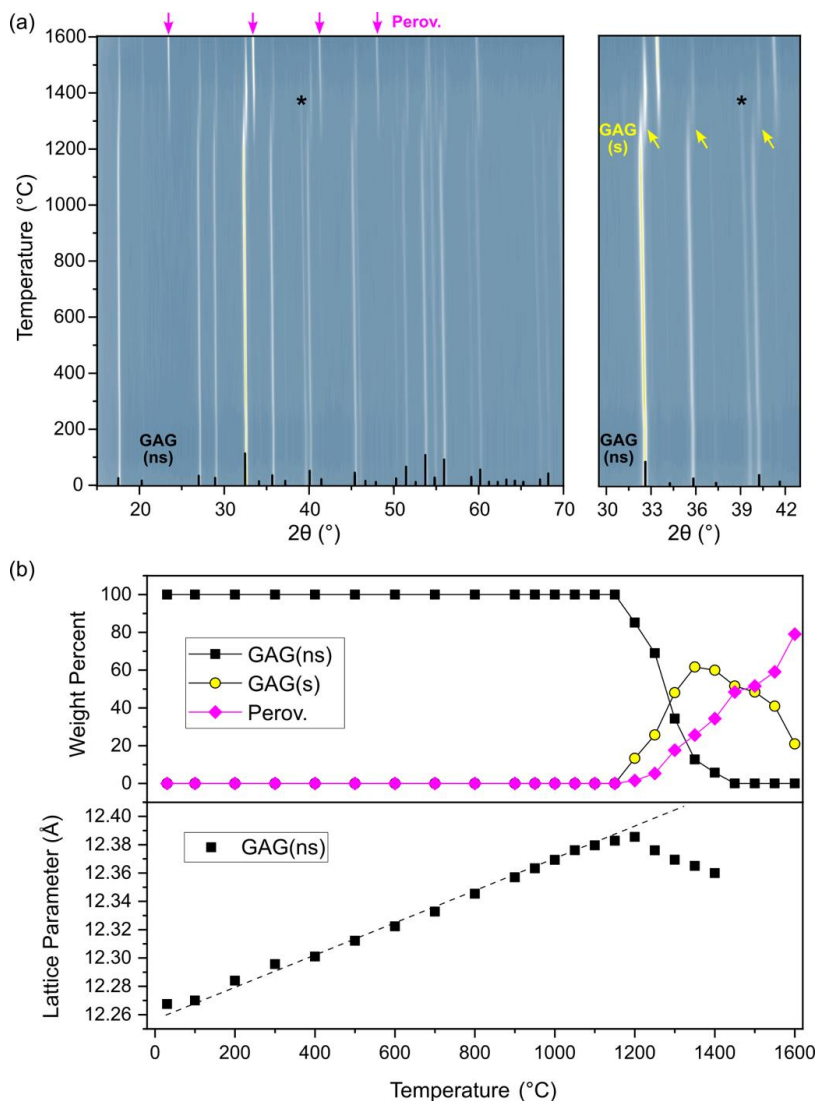 (a)
Perov.
1600
1400
1200
1000
800
600
400
200
0
Temperature (°C)
*
GAG
(ns)
20 30 40 50 60 70
2θ (°)
*
GAG
(s)
GAG
(ns)
30 33 36 39 42
2θ (°)
(b)
100
80
60
40
20
0
Weight Percent
GAG(ns)
GAG(s)
Perov.
12.40
12.38
12.36
12.34
12.32
12.30
12.28
12.26
Lattice Parameter (Å)
GAG(ns)
0 200 400 600 800 1000 1200 1400 1600
Temperature (°C)